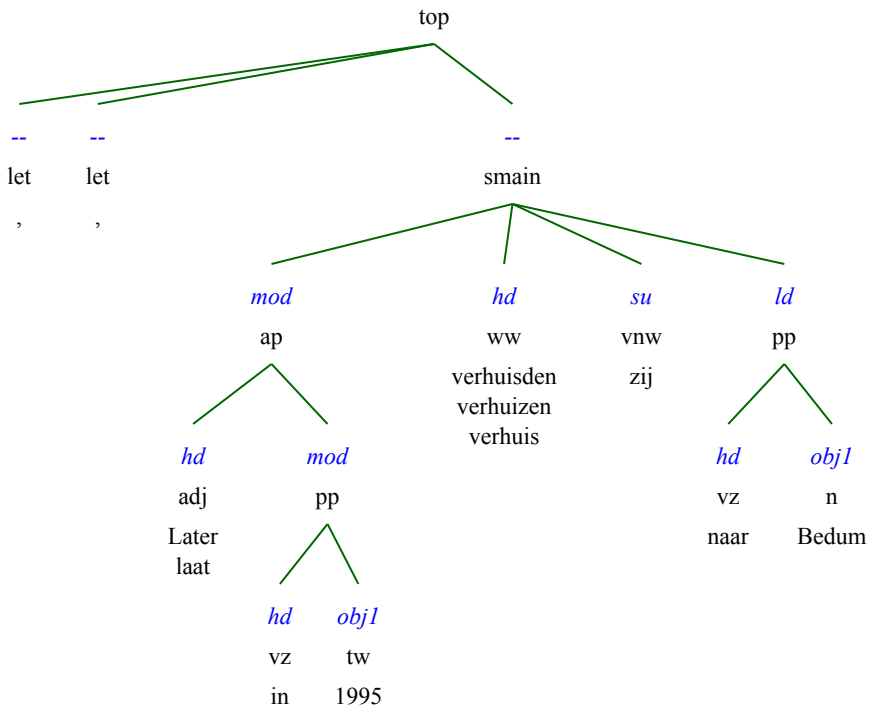 top
-- -- --
let let smain
, ,
mod hd su ld
ap ww vnw pp
verhuisden zij
verhuizen
verhuis
hd mod hd obj1
adj pp vz n
Later naar Bedum
laat
hd obj1
vz tw
in 1995